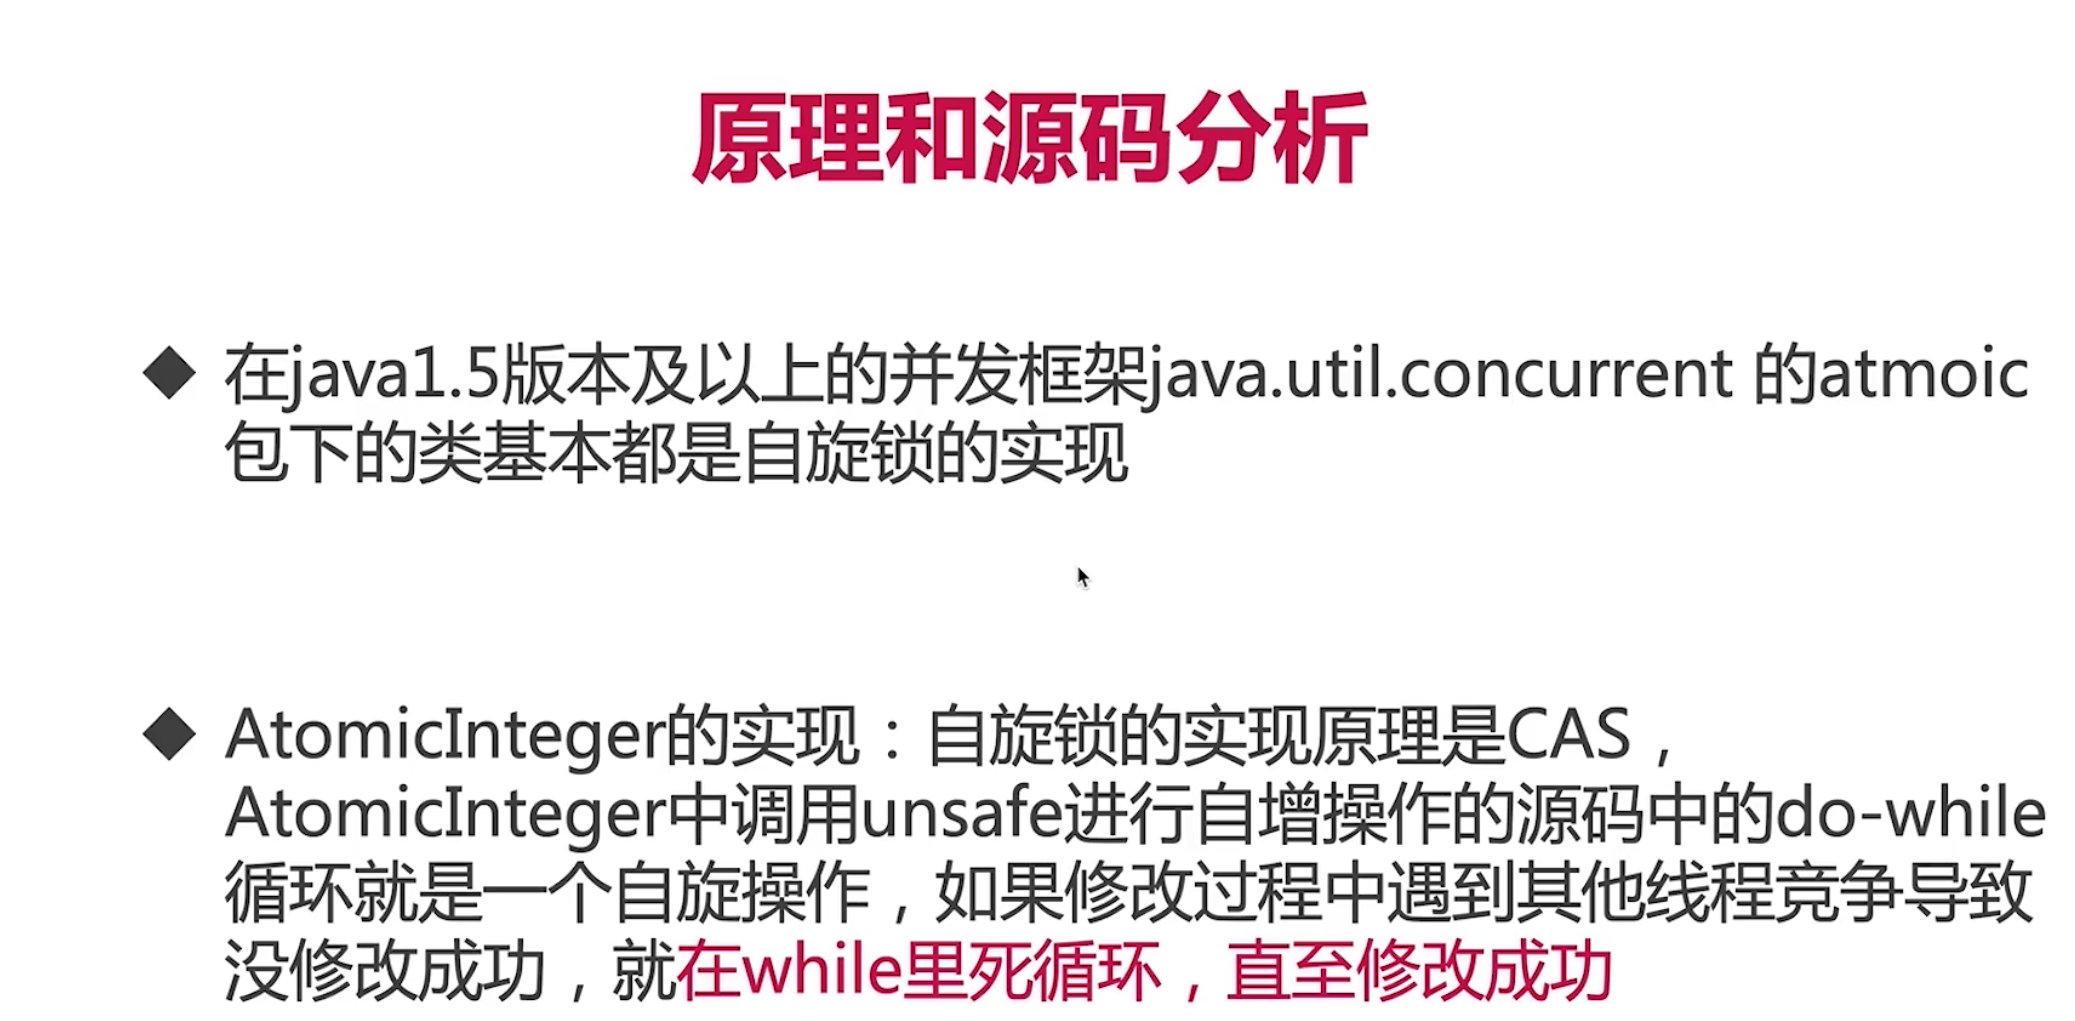 原理和源码分析
◆ 在java1.5版本及以上的并发框架java.util.concurrent 的atmoic
包下的类基本都是自旋锁的实现
◆ AtomicInteger的实现：自旋锁的实现原理是CAS，
AtomicInteger中调用unsafe进行自增操作的源码中的do-while
循环就是一个自旋操作，如果修改过程中遇到其他线程竞争导致
没修改成功，就在while里死循环，直至修改成功